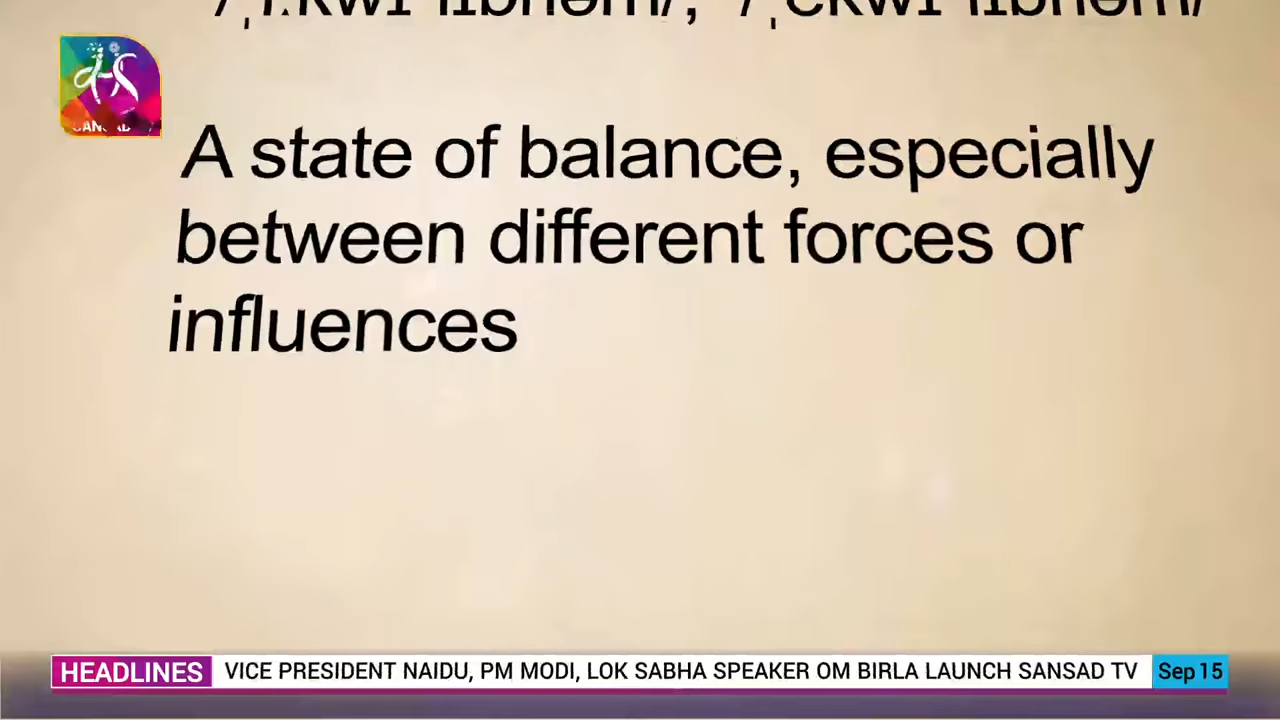 A state of balance, especially
between different forces or
influences
HEADLINES
VICE PRESIDENT NAIDU, PM MODI, LOK SABHA SPEAKER OM BIRLA LAUNCH SANSAD TV
Sep 15